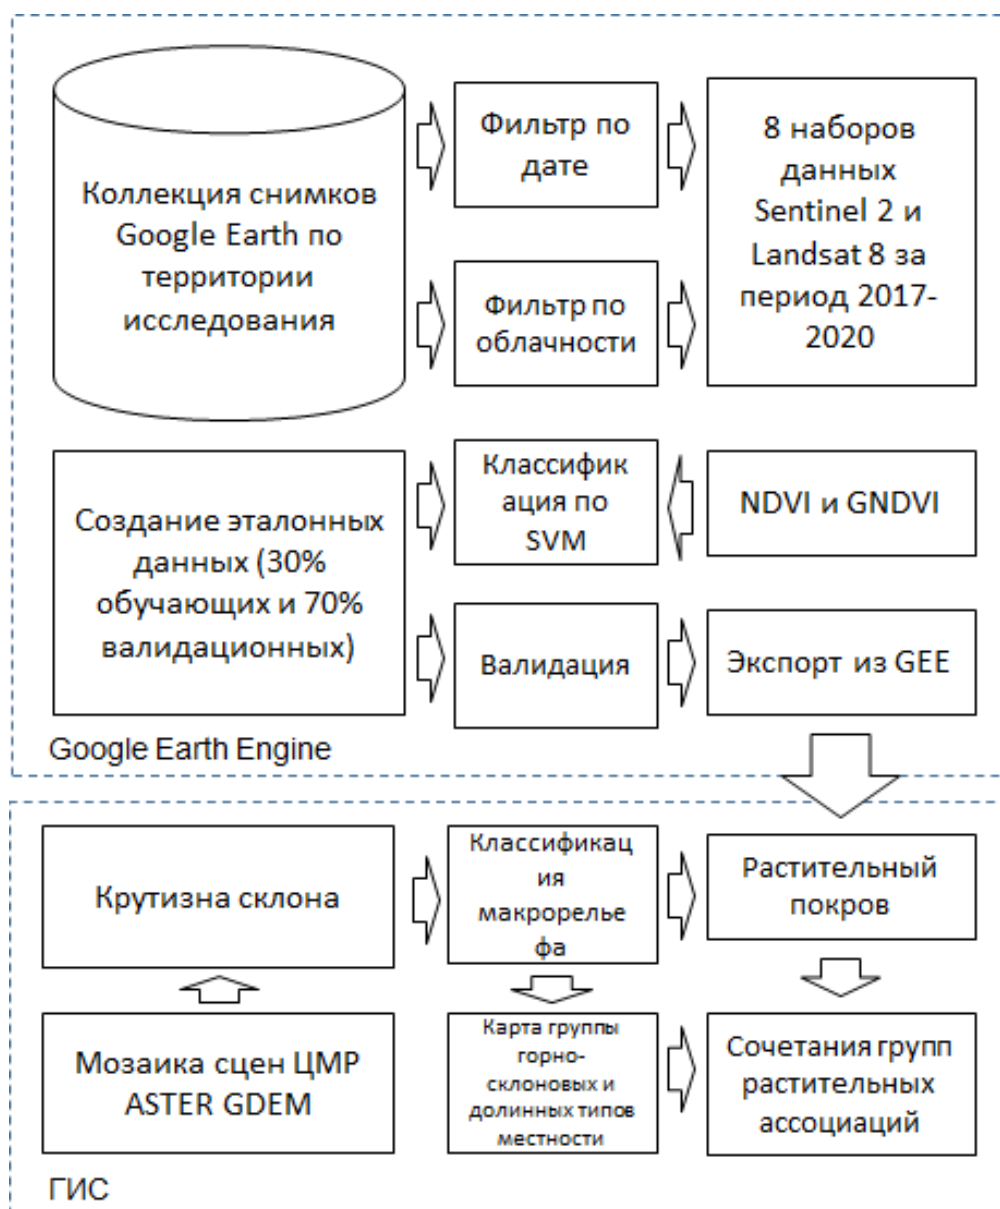 Коллекция снимков
Google Earth по
территории
исследования
Фильтр по
дате
Фильтр по
облачности
8 наборов
данных
Sentinel 2 и
Landsat 8 за
период 2017-
2020
Создание эталонных
данных (30%
обучающих и 70%
валидационных)
Классифик
ация по
SVM
NDVI и GNDVI
Валидация
Экспорт из GEE
Google Earth Engine
Крутизна склона
Классификац
ия
макрорелье
фа
Растительный
покров
Мозаика сцен ЦМР
ASTER GDEM
Карта группы
горно-
склоновых и
долинных типов
местности
Сочетания групп
растительных
ассоциаций
ГИС